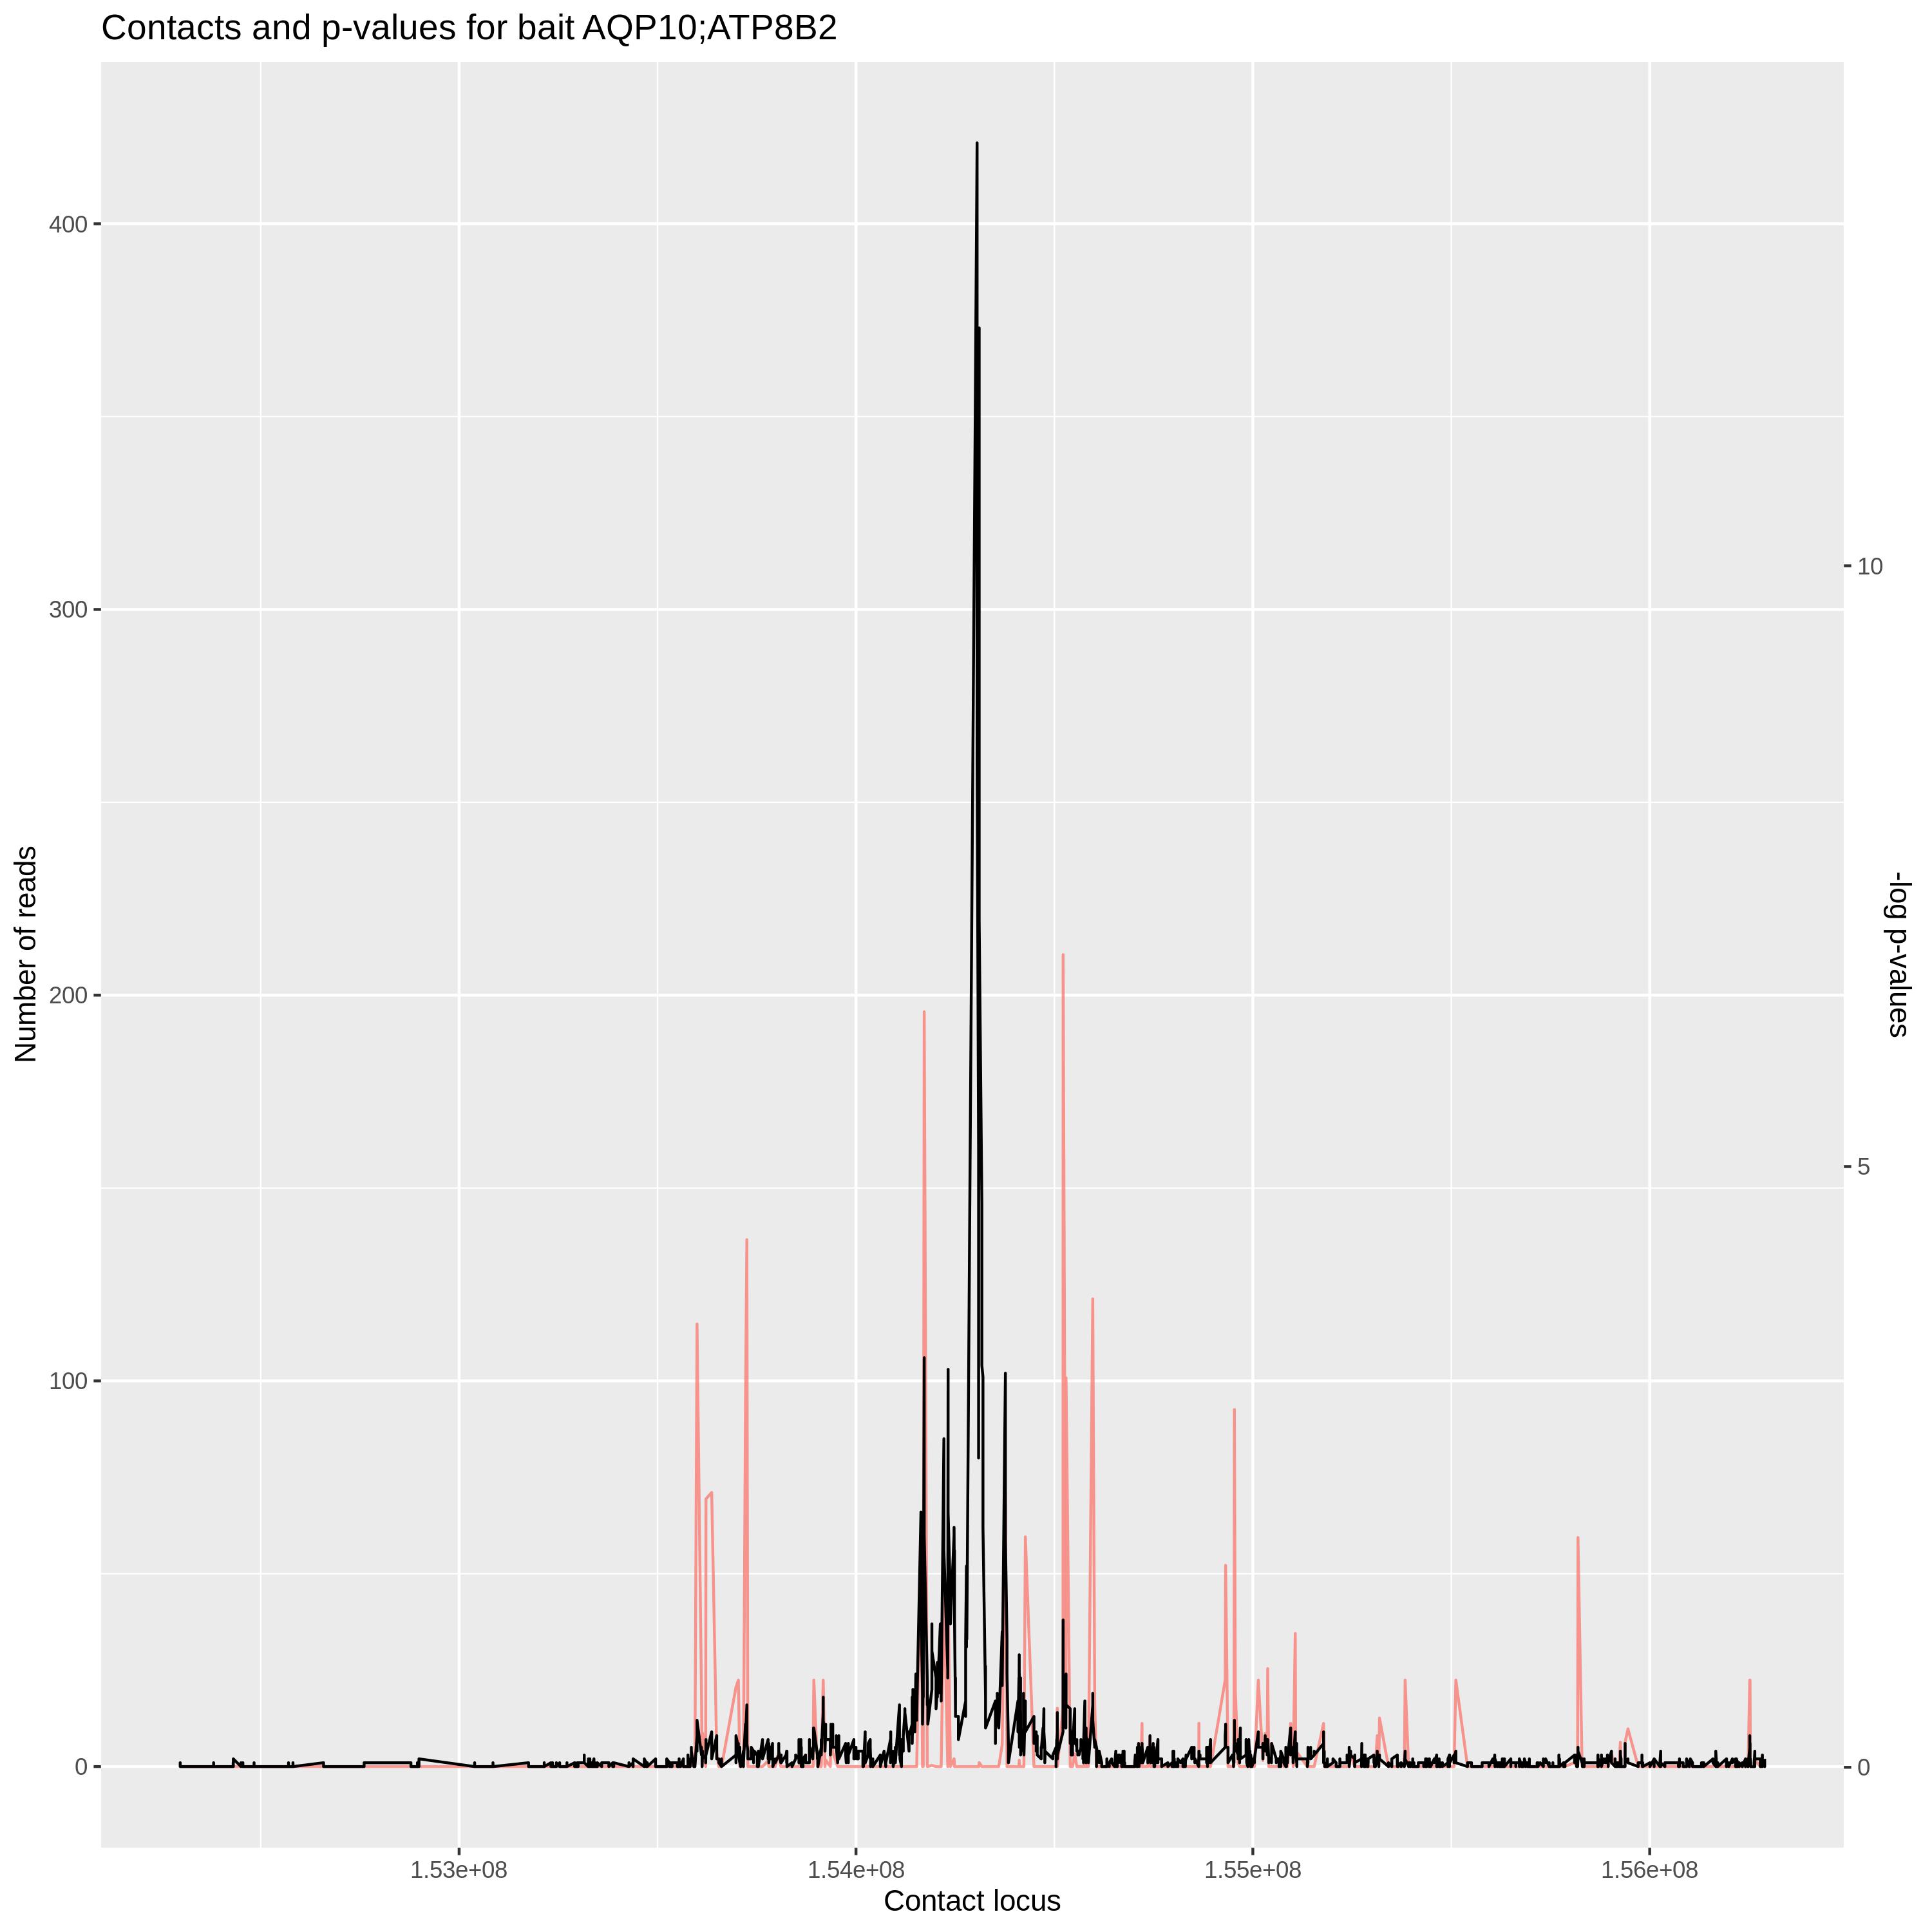 Contacts and p-values for bait AQP10;ATP8B2
400
300
200
100
0
Number of reads
10
5
0
-log p-values
1.53e+08 1.54e+08 1.55e+08 1.56e+08
Contact locus